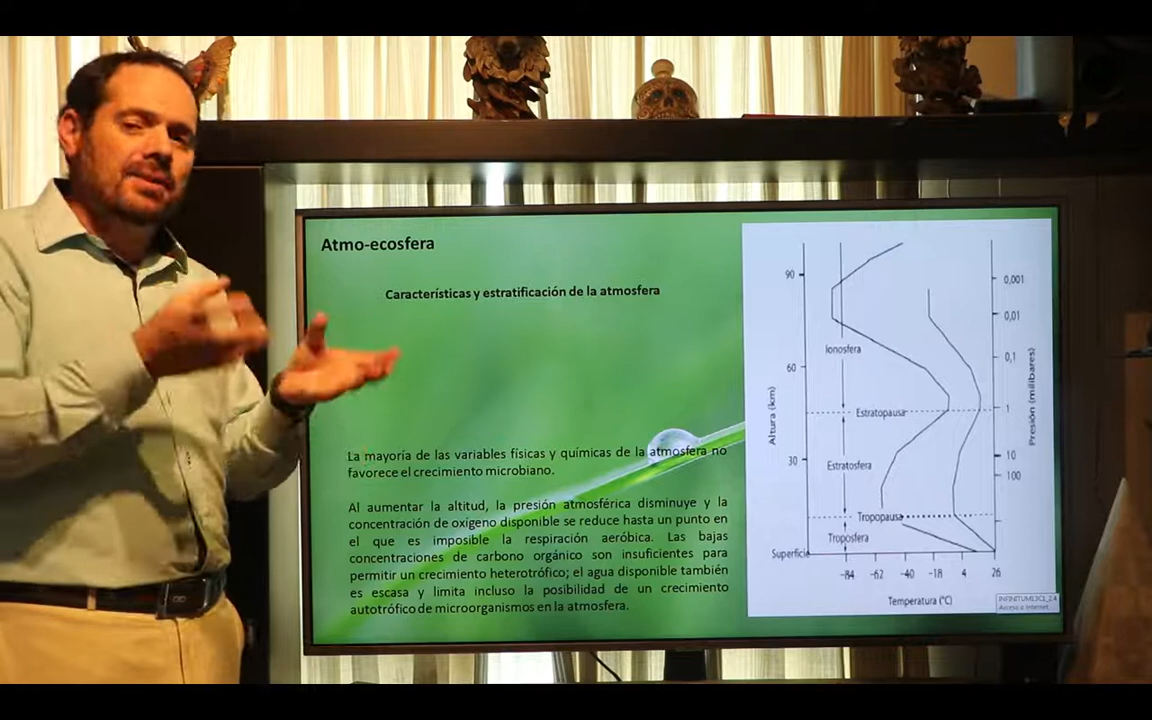 Atmo-ecosfera
Características y estratificación de la atmosfera
La mayoría de las variables físicas y químicas de la atmosfera no
favorece el crecimiento microbiano.
Al aumentar la altitud, la presión atmosférica disminuye y la
concentración de oxígeno disponible se reduce hasta un punto en
el que es imposible la respiración aeróbica. Las bajas
concentraciones de carbono orgánico son insuficientes para
permitir un crecimiento heterotrófico; el agua disponible también
es escasa y limita incluso la posibilidad de un crecimiento
autotrófico de microorganismos en la atmosfera.
90
60
30
Altura (km)
Ionosfera
Estratopausa
Estratosfera
Tropopausa
Troposfera
Superficie
0,001
0,01
0,1
1
10
100
Presión (milibares)
-84 -62 -40 -18 4 26
Temperatura (°C)
Acceso a Internet